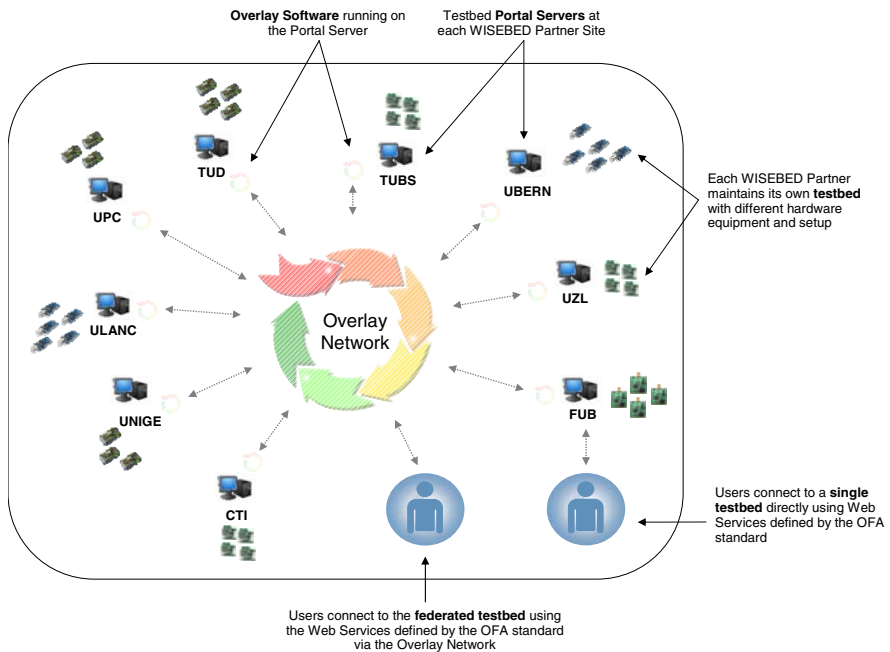 Overlay Software running on
the Portal Server
Testbed Portal Servers at
each WISEBED Partner Site
TUD
TUBS
UBERN
UPC
Each WISEBED Partner
maintains its own testbed
with different hardware
equipment and setup
UZL
ULANC
Overlay
Network
UNIGE
FUB
CTI
Users connect to a single
testbed directly using Web
Services defined by the OFA
standard
Users connect to the federated testbed using
the Web Services defined by the OFA standard
via the Overlay Network